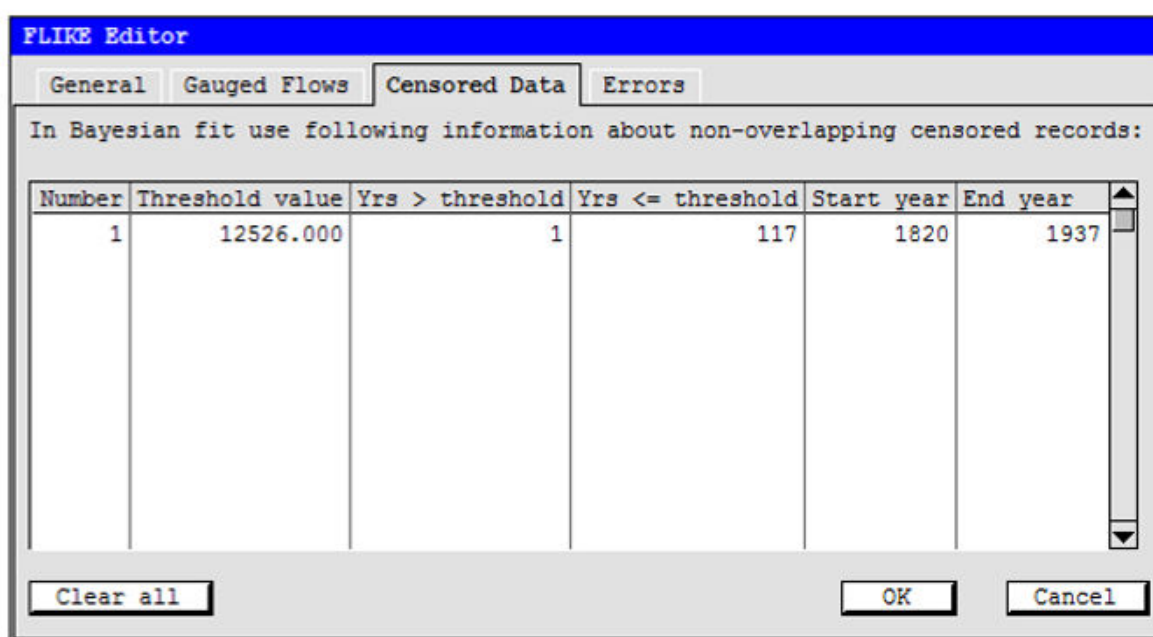 FLIKE Editor
General Gauged Flows Censored Data Errors
In Bayesian fit use following information about non-overlapping censored records:
Number Threshold value Yrs > threshold Yrs <= threshold Start year End year
1 12526.000 1 117 1820 1937
Clear all OK Cancel